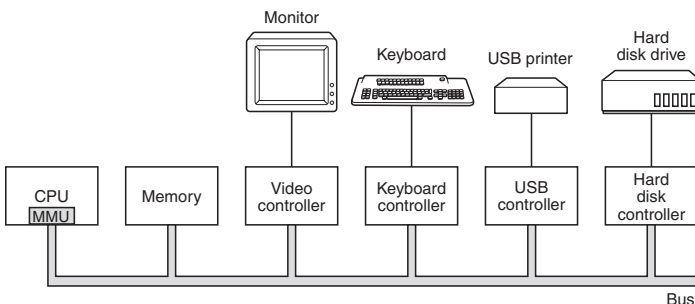 Monitor
Keyboard
USB printer
Hard
disk drive
CPU
MMU
Memory
Video
controller
Keyboard
controller
USB
controller
Hard
disk
controller
Bus